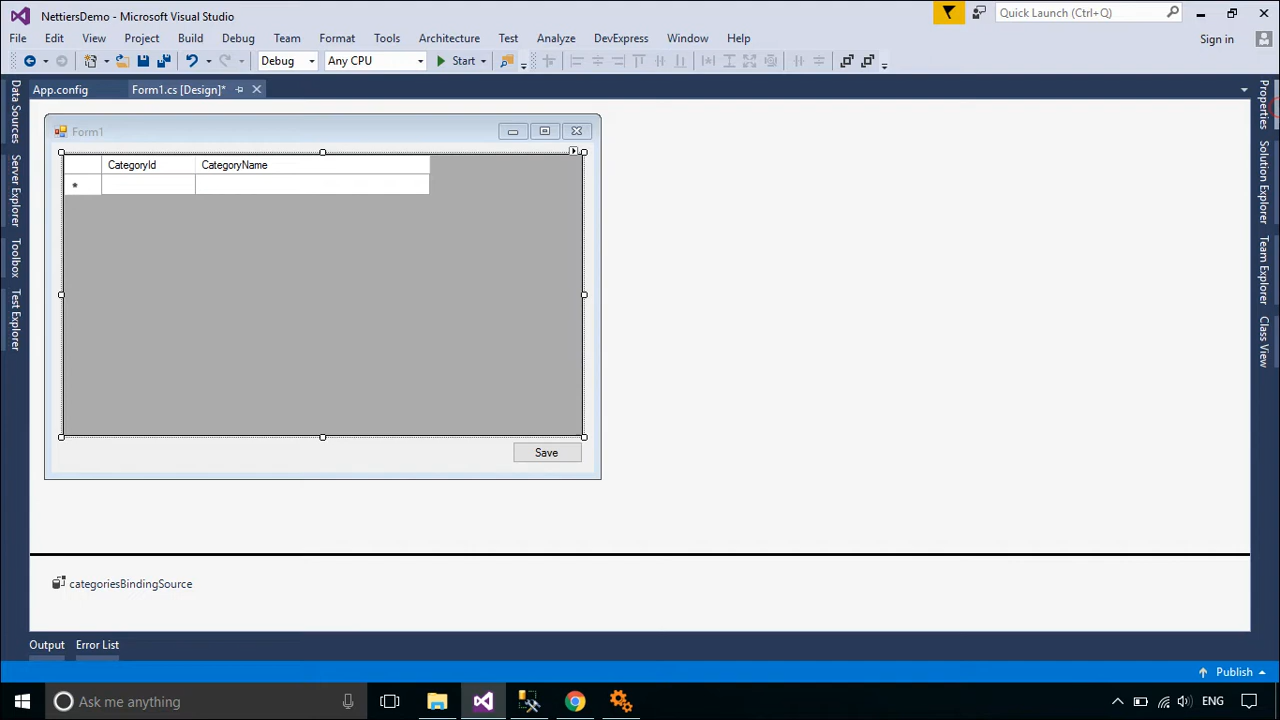 NettiersDemo - Microsoft Visual Studio
Quick Launch (Ctrl+Q)
File Edit View Project Build Debug Team Format Tools Architecture Test Analyze DevExpress Window Help
Sign in
Debug Any CPU Start
App.config Form1.cs [Design]*
Data Sources
Server Explorer
Toolbox
Test Explorer
Form1
CategoryId CategoryName
Save
categoriesBindingSource
Properties
Solution Explorer
Team Explorer
Class View
Output Error List
Publish
Ask me anything
ENG